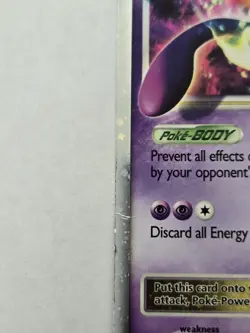 Poké-BODY
Prevent all effects
by your opponent'
Discard all Energy
Put this card onto
attack, Poké-Powe
weakness